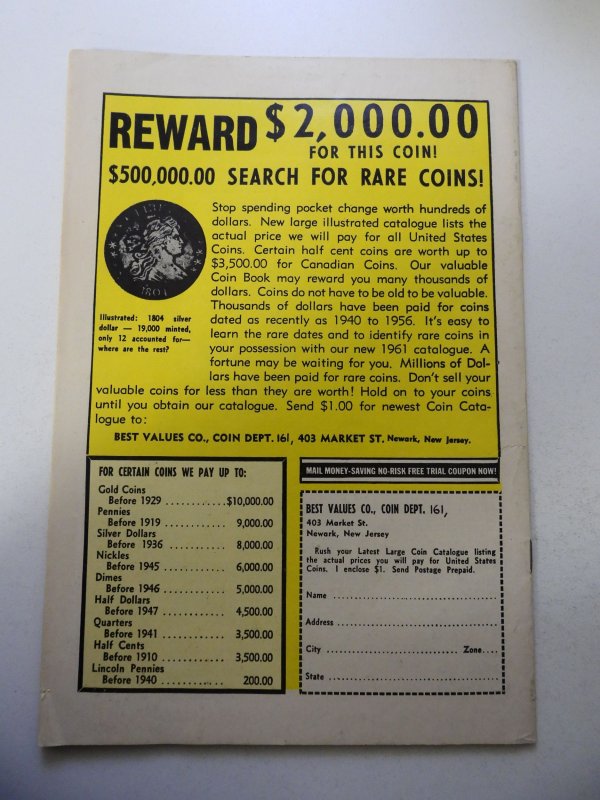 REWARD $2,000.00
FOR THIS COIN!
$500,000.00 SEARCH FOR RARE COINS!
Stop spending pocket change worth hundreds of
dollars. New large illustrated catalogue lists the
actual price we will pay for all United States
Coins. Certain half cent coins are worth up to
$3,500.00 for Canadian Coins. Our valuable
Coin Book may reward you many thousands of
dollars. Coins do not have to be old to be valuable.
Thousands of dollars have been paid for coins
dated as recently as 1940 to 1956. It's easy to
learn the rare dates and to identify rare coins in
your possession with our new 1961 catalogue. A
fortune may be waiting for you. Millions of Dol-
lars have been paid for rare coins. Don't sell your
valuable coins for less than they are worth! Hold on to your coins
until you obtain our catalogue. Send $1.00 for newest Coin Cata-
logue to:
1804
Illustrated: 1804 silver
dollar — 19,000 minted,
only 12 accounted for—
where are the rest?
BEST VALUES CO., COIN DEPT. 161, 403 MARKET ST. Newark, New Jersey.
FOR CERTAIN COINS WE PAY UP TO:
Gold Coins
Before 1929 ............ $10,000.00
Pennies
Before 1919 ............ 9,000.00
Silver Dollars
Before 1936 ............ 8,000.00
Nickles
Before 1945 ............ 6,000.00
Dimes
Before 1946 ............ 5,000.00
Half Dollars
Before 1947 ............ 4,500.00
Quarters
Before 1941 ............ 3,500.00
Half Cents
Before 1910 ............ 3,500.00
Lincoln Pennies
Before 1940 ............ 200.00
MAIL MONEY-SAVING NO-RISK FREE TRIAL COUPON NOW!
BEST VALUES CO., COIN DEPT. 161,
403 Market St.
Newark, New Jersey
Rush your Latest Large Coin Catalogue listing
the actual prices you will pay for United States
Coins. I enclose $1. Send Postage Prepaid.
Name
Address
City Zone....
State